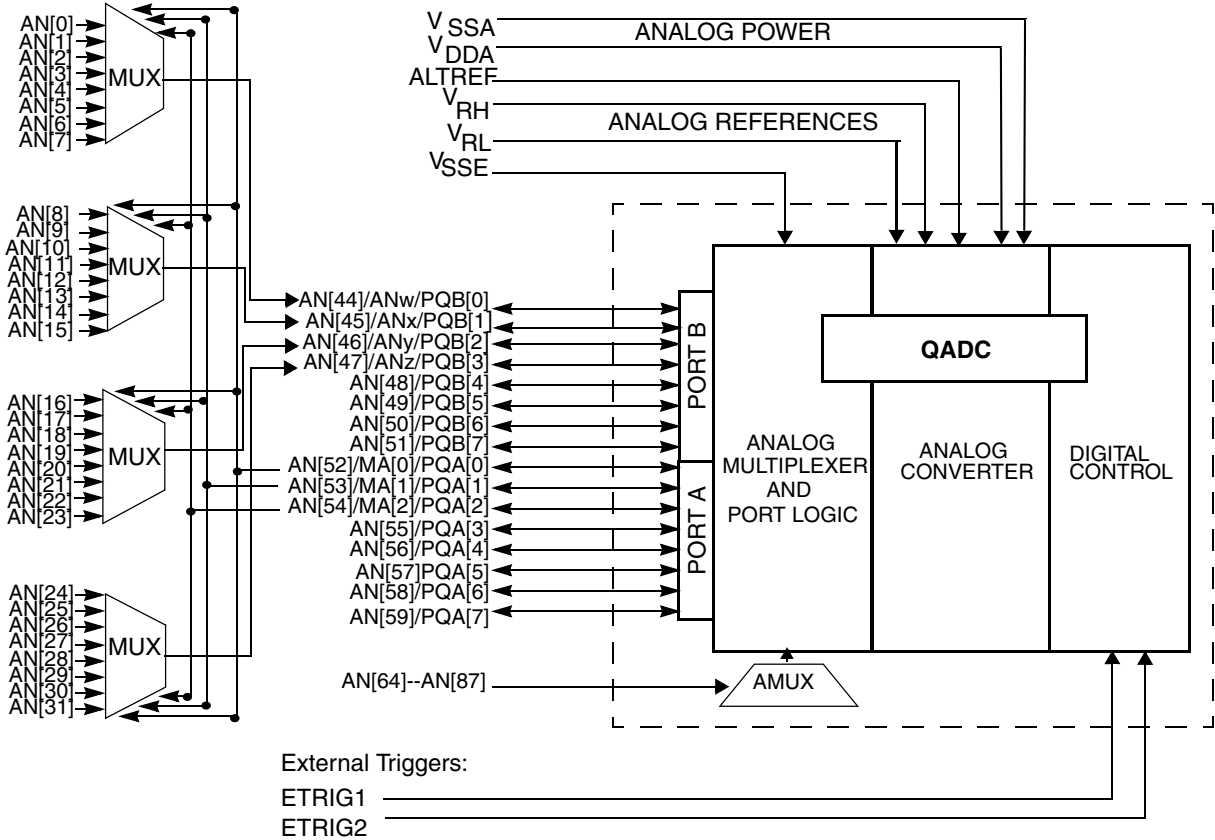 AN[0]
AN[1]
AN[2]
AN[3]
AN[4]
AN[5]
AN[6]
AN[7]
MUX
AN[8]
AN[9]
AN[10]
AN[11]
AN[12]
AN[13]
AN[14]
AN[15]
MUX
AN[16]
AN[17]
AN[18]
AN[19]
AN[20]
AN[21]
AN[22]
AN[23]
MUX
AN[24]
AN[25]
AN[26]
AN[27]
AN[28]
AN[29]
AN[30]
AN[31]
MUX
VSSA
VDDA
ANALOG POWER
ALTREF
VRH
VRL
ANALOG REFERENCES
VSSE
AN[44]/ANw/PQB[0]
AN[45]/ANx/PQB[1]
AN[46]/ANy/PQB[2]
AN[47]/ANz/PQB[3]
AN[48]/PQB[4]
AN[49]/PQB[5]
AN[50]/PQB[6]
AN[51]/PQB[7]
AN[52]/MA[0]/PQA[0]
AN[53]/MA[1]/PQA[1]
AN[54]/MA[2]/PQA[2]
AN[55]/PQA[3]
AN[56]/PQA[4]
AN[57]PQA[5]
AN[58]/PQA[6]
AN[59]/PQA[7]
PORT B
PORT A
QADC
ANALOG
MULTIPLEXER
AND
PORT LOGIC
ANALOG
CONVERTER
DIGITAL
CONTROL
AN[64]--AN[87]
AMUX
External Triggers:
ETRIG1
ETRIG2